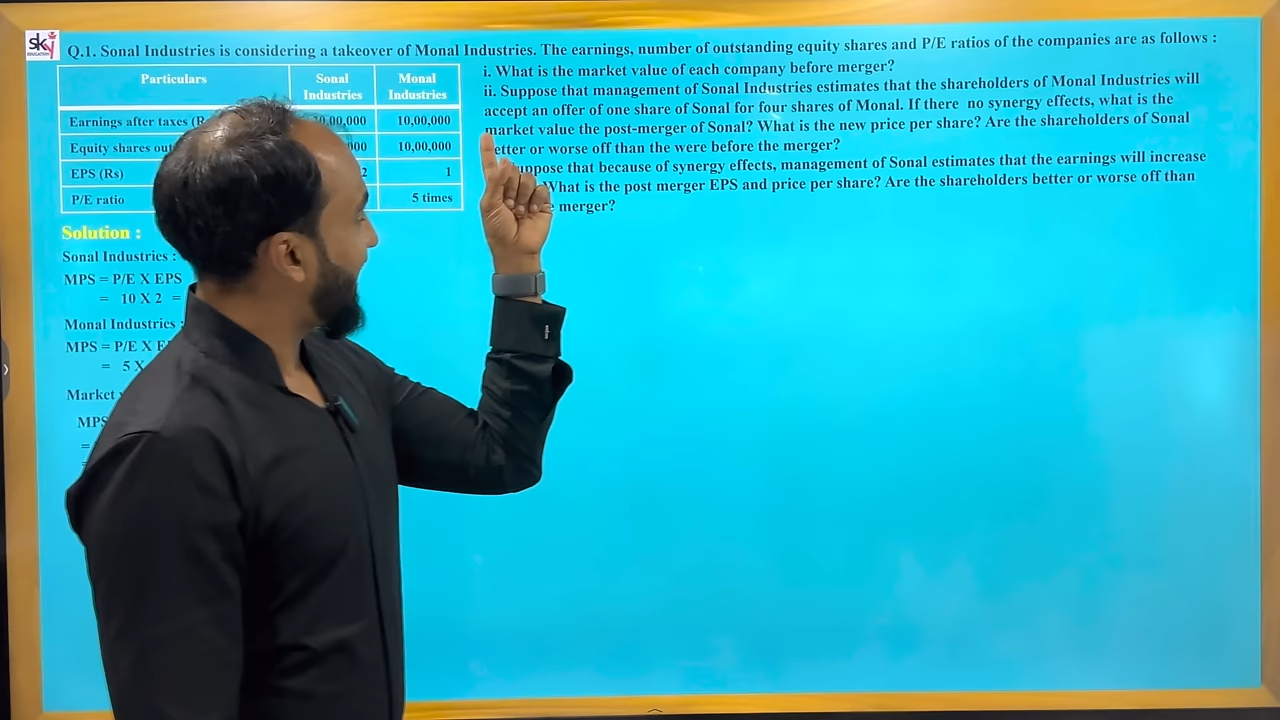 sky
EDUCATION
Q.1. Sonal Industries is considering a takeover of Monal Industries. The earnings, number of outstanding equity shares and P/E ratios of the companies are as follows :
Particulars Sonal Industries Monal Industries
Earnings after taxes (R 00,000 10,00,000
Equity shares out 000 10,00,000
EPS (Rs) 2 1
P/E ratio 5 times
i. What is the market value of each company before merger?
ii. Suppose that management of Sonal Industries estimates that the shareholders of Monal Industries will
accept an offer of one share of Sonal for four shares of Monal. If there no synergy effects, what is the
market value the post-merger of Sonal? What is the new price per share? Are the shareholders of Sonal
etter or worse off than the were before the merger?
ppose that because of synergy effects, management of Sonal estimates that the earnings will increase
What is the post merger EPS and price per share? Are the shareholders better or worse off than
e merger?
Solution :
Sonal Industries :
MPS = P/E X EPS
= 10 X 2 =
Monal Industries :
MPS = P/E X E
= 5 X
Market
MPS
=
=